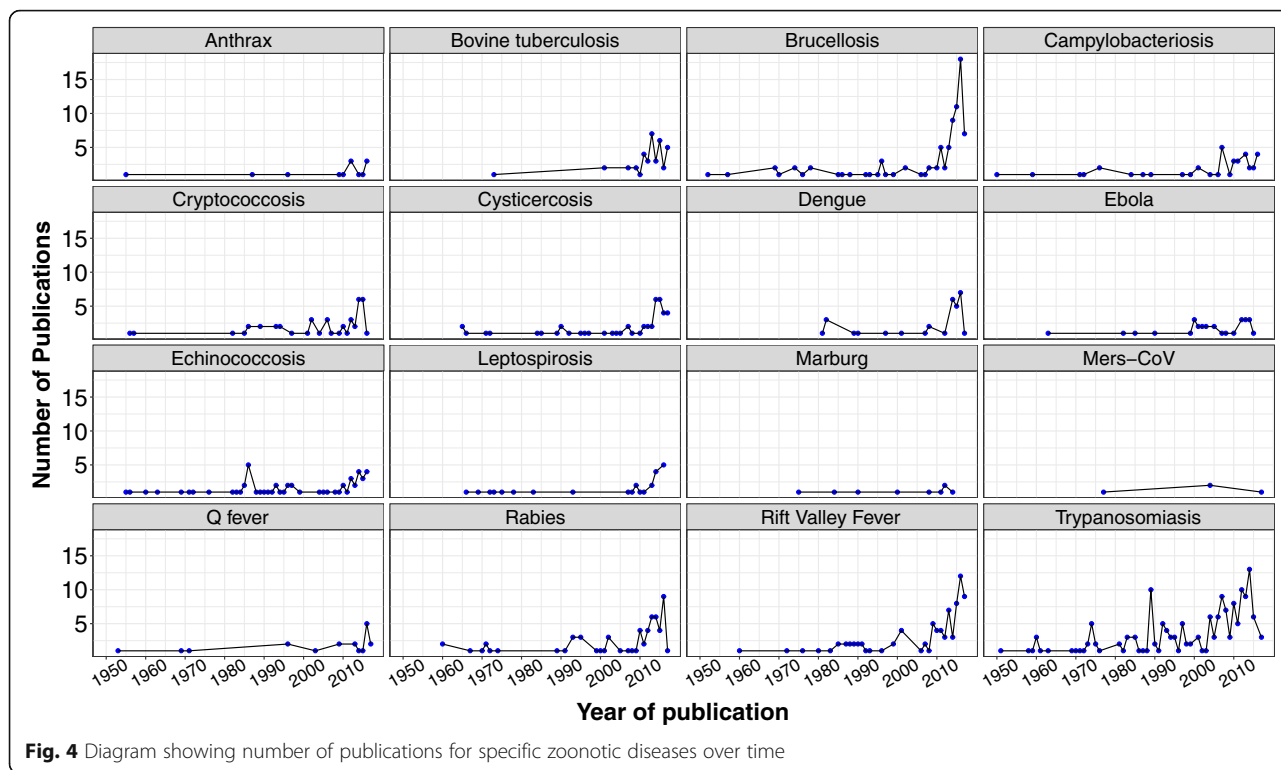 Anthrax
Bovine tuberculosis
Brucellosis
Campylobacteriosis
15
10
5
Cryptococcosis
Cysticercosis
Dengue
Ebola
15
10
5
Number of Publications
Echinococcosis
Leptospirosis
Marburg
Mers−CoV
15
10
5
Q fever
Rabies
Rift Valley Fever
Trypanosomiasis
15
10
5
1950 1960 1970 1980 1990 2000 2010 1950 1960 1970 1980 1990 2000 2010 1950 1960 1970 1980 1990 2000 2010 1950 1960 1970 1980 1990 2000 2010
Year of publication
Fig. 4 Diagram showing number of publications for specific zoonotic diseases over time